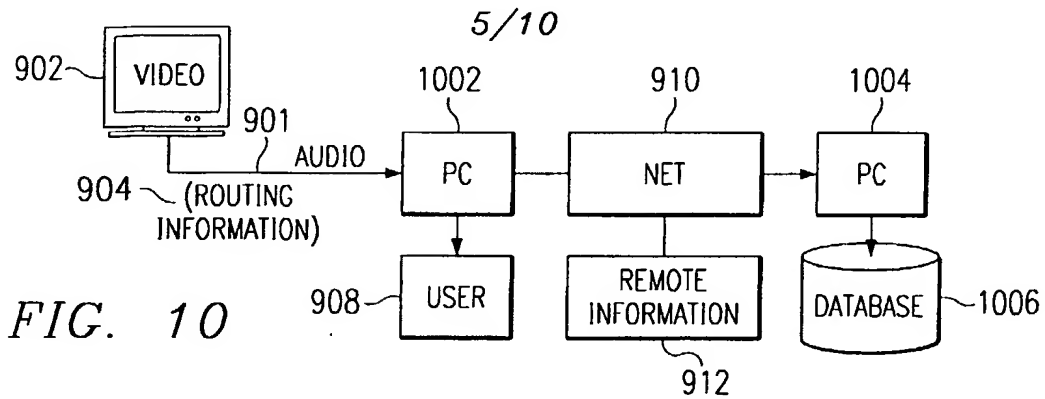 5/10
902
VIDEO
901
AUDIO
904
(ROUTING
INFORMATION)
1002
PC
910
NET
1004
PC
908
USER
REMOTE
INFORMATION
912
DATABASE
1006
FIG. 10